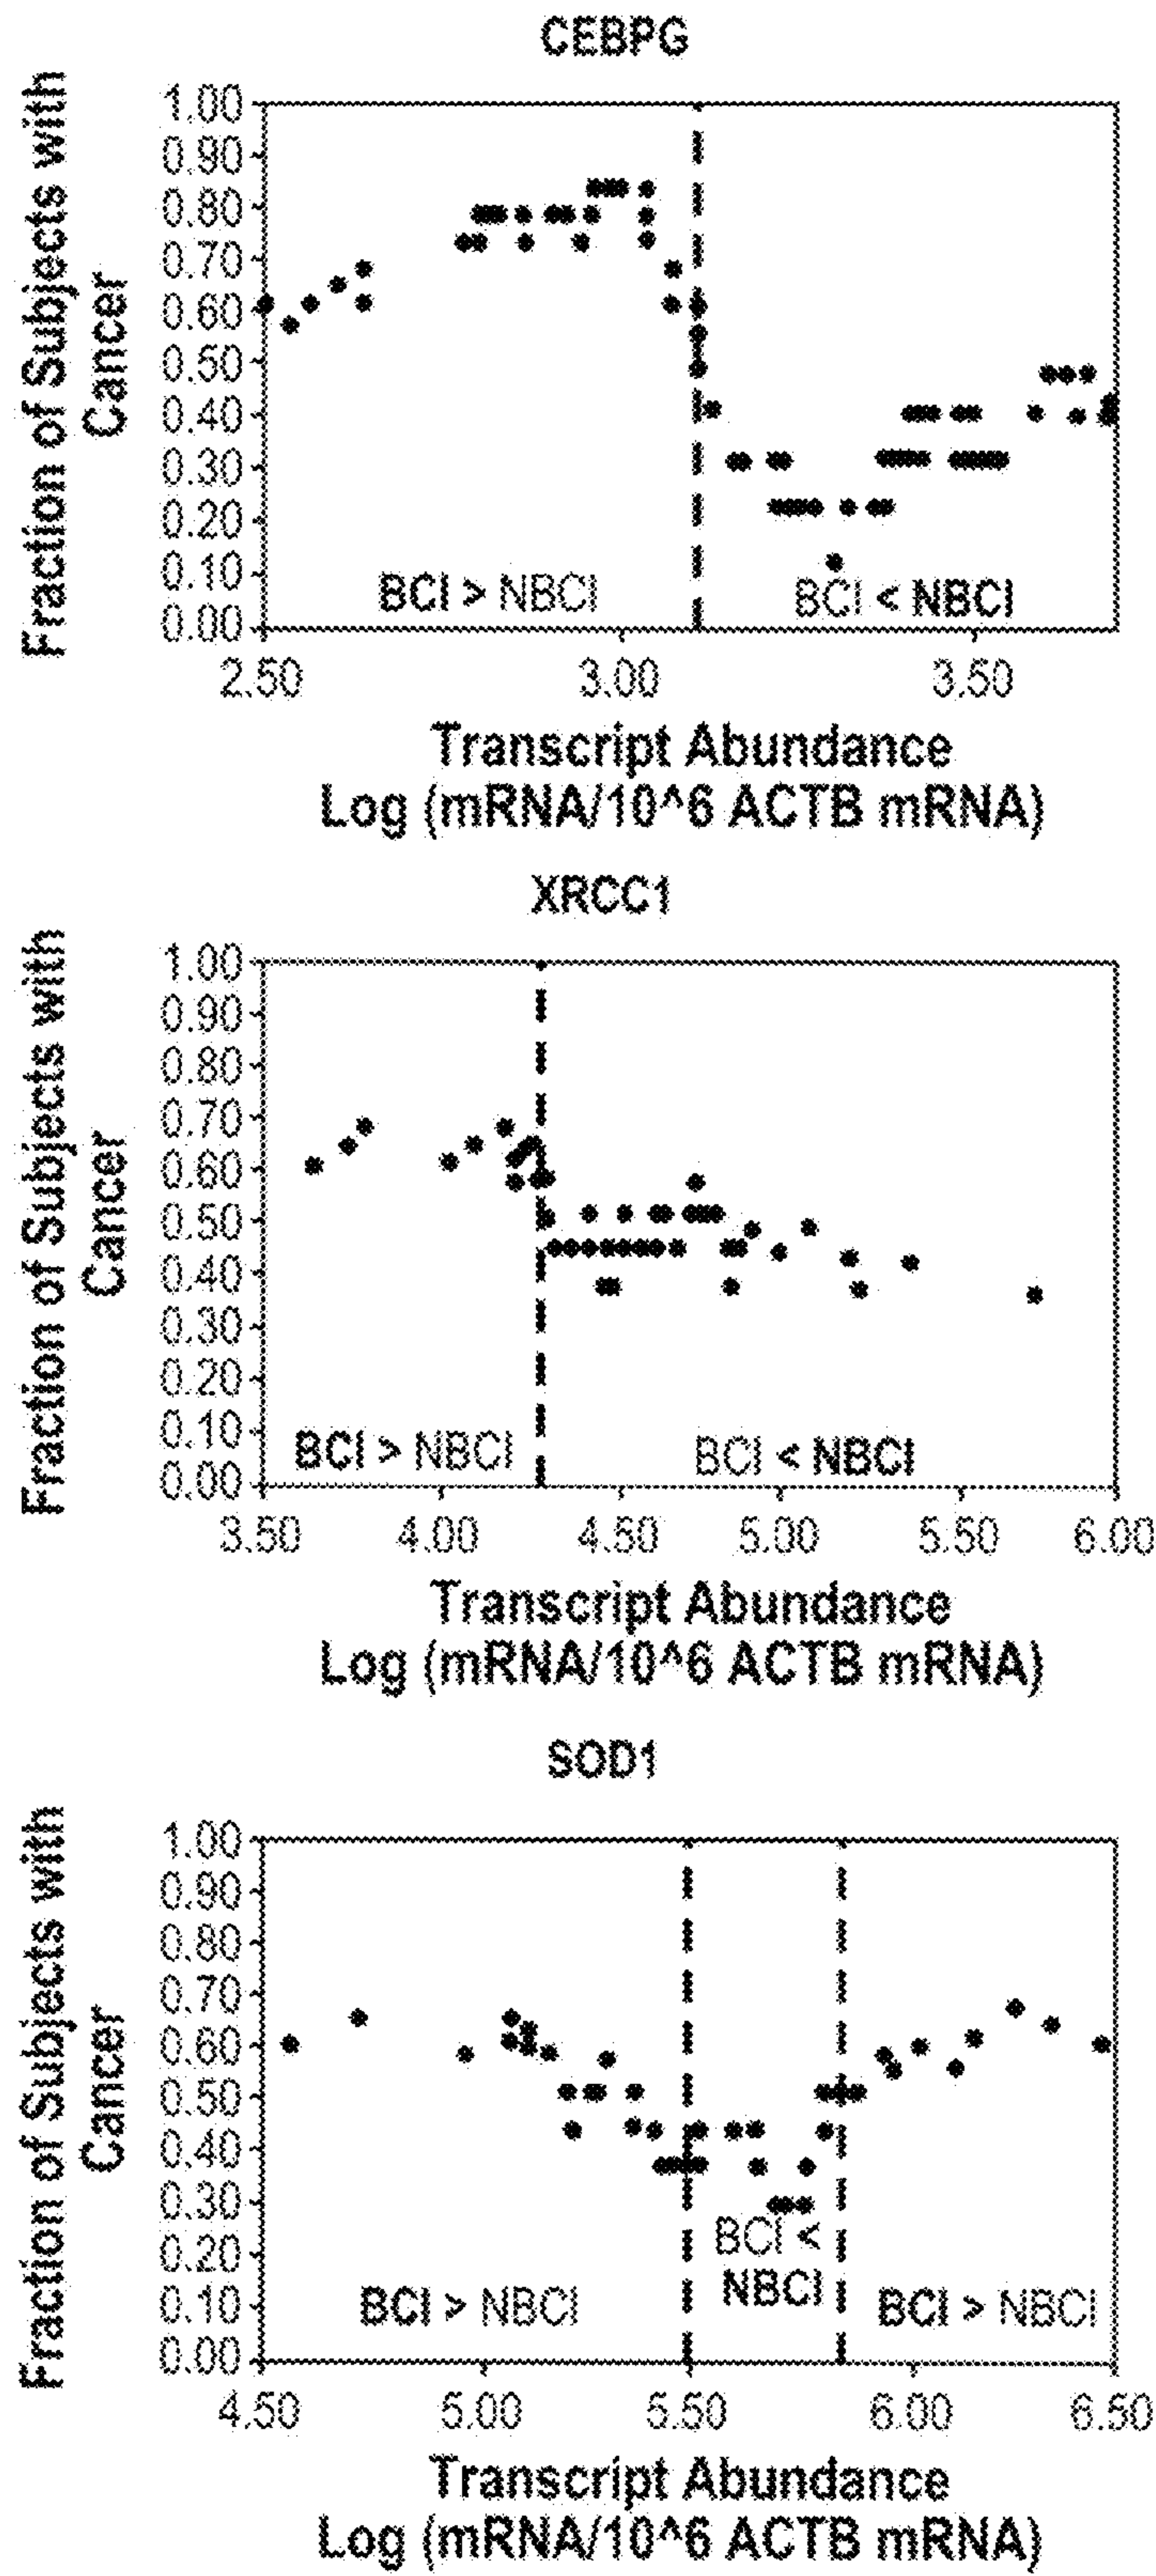 CEBPG
Fraction of Subjects with
Cancer
1.00
0.90
0.80
0.70
0.60
0.50
0.40
0.30
0.20
0.10
0.00
BCI > NBCI
BCI < NBCI
2.50 3.00 3.50
Transcript Abundance
Log (mRNA/10^6 ACTB mRNA)
XRCC1
Fraction of Subjects with
Cancer
1.00
0.90
0.80
0.70
0.60
0.50
0.40
0.30
0.20
0.10
0.00
BCI > NBCI
BCI < NBCI
3.50 4.00 4.50 5.00 5.50 6.00
Transcript Abundance
Log (mRNA/10^6 ACTB mRNA)
SOD1
Fraction of Subjects with
Cancer
1.00
0.90
0.80
0.70
0.60
0.50
0.40
0.30
0.20
0.10
0.00
BCI > NBCI
BCI <
NBCI
BCI > NBCI
4.50 5.00 5.50 6.00 6.50
Transcript Abundance
Log (mRNA/10^6 ACTB mRNA)